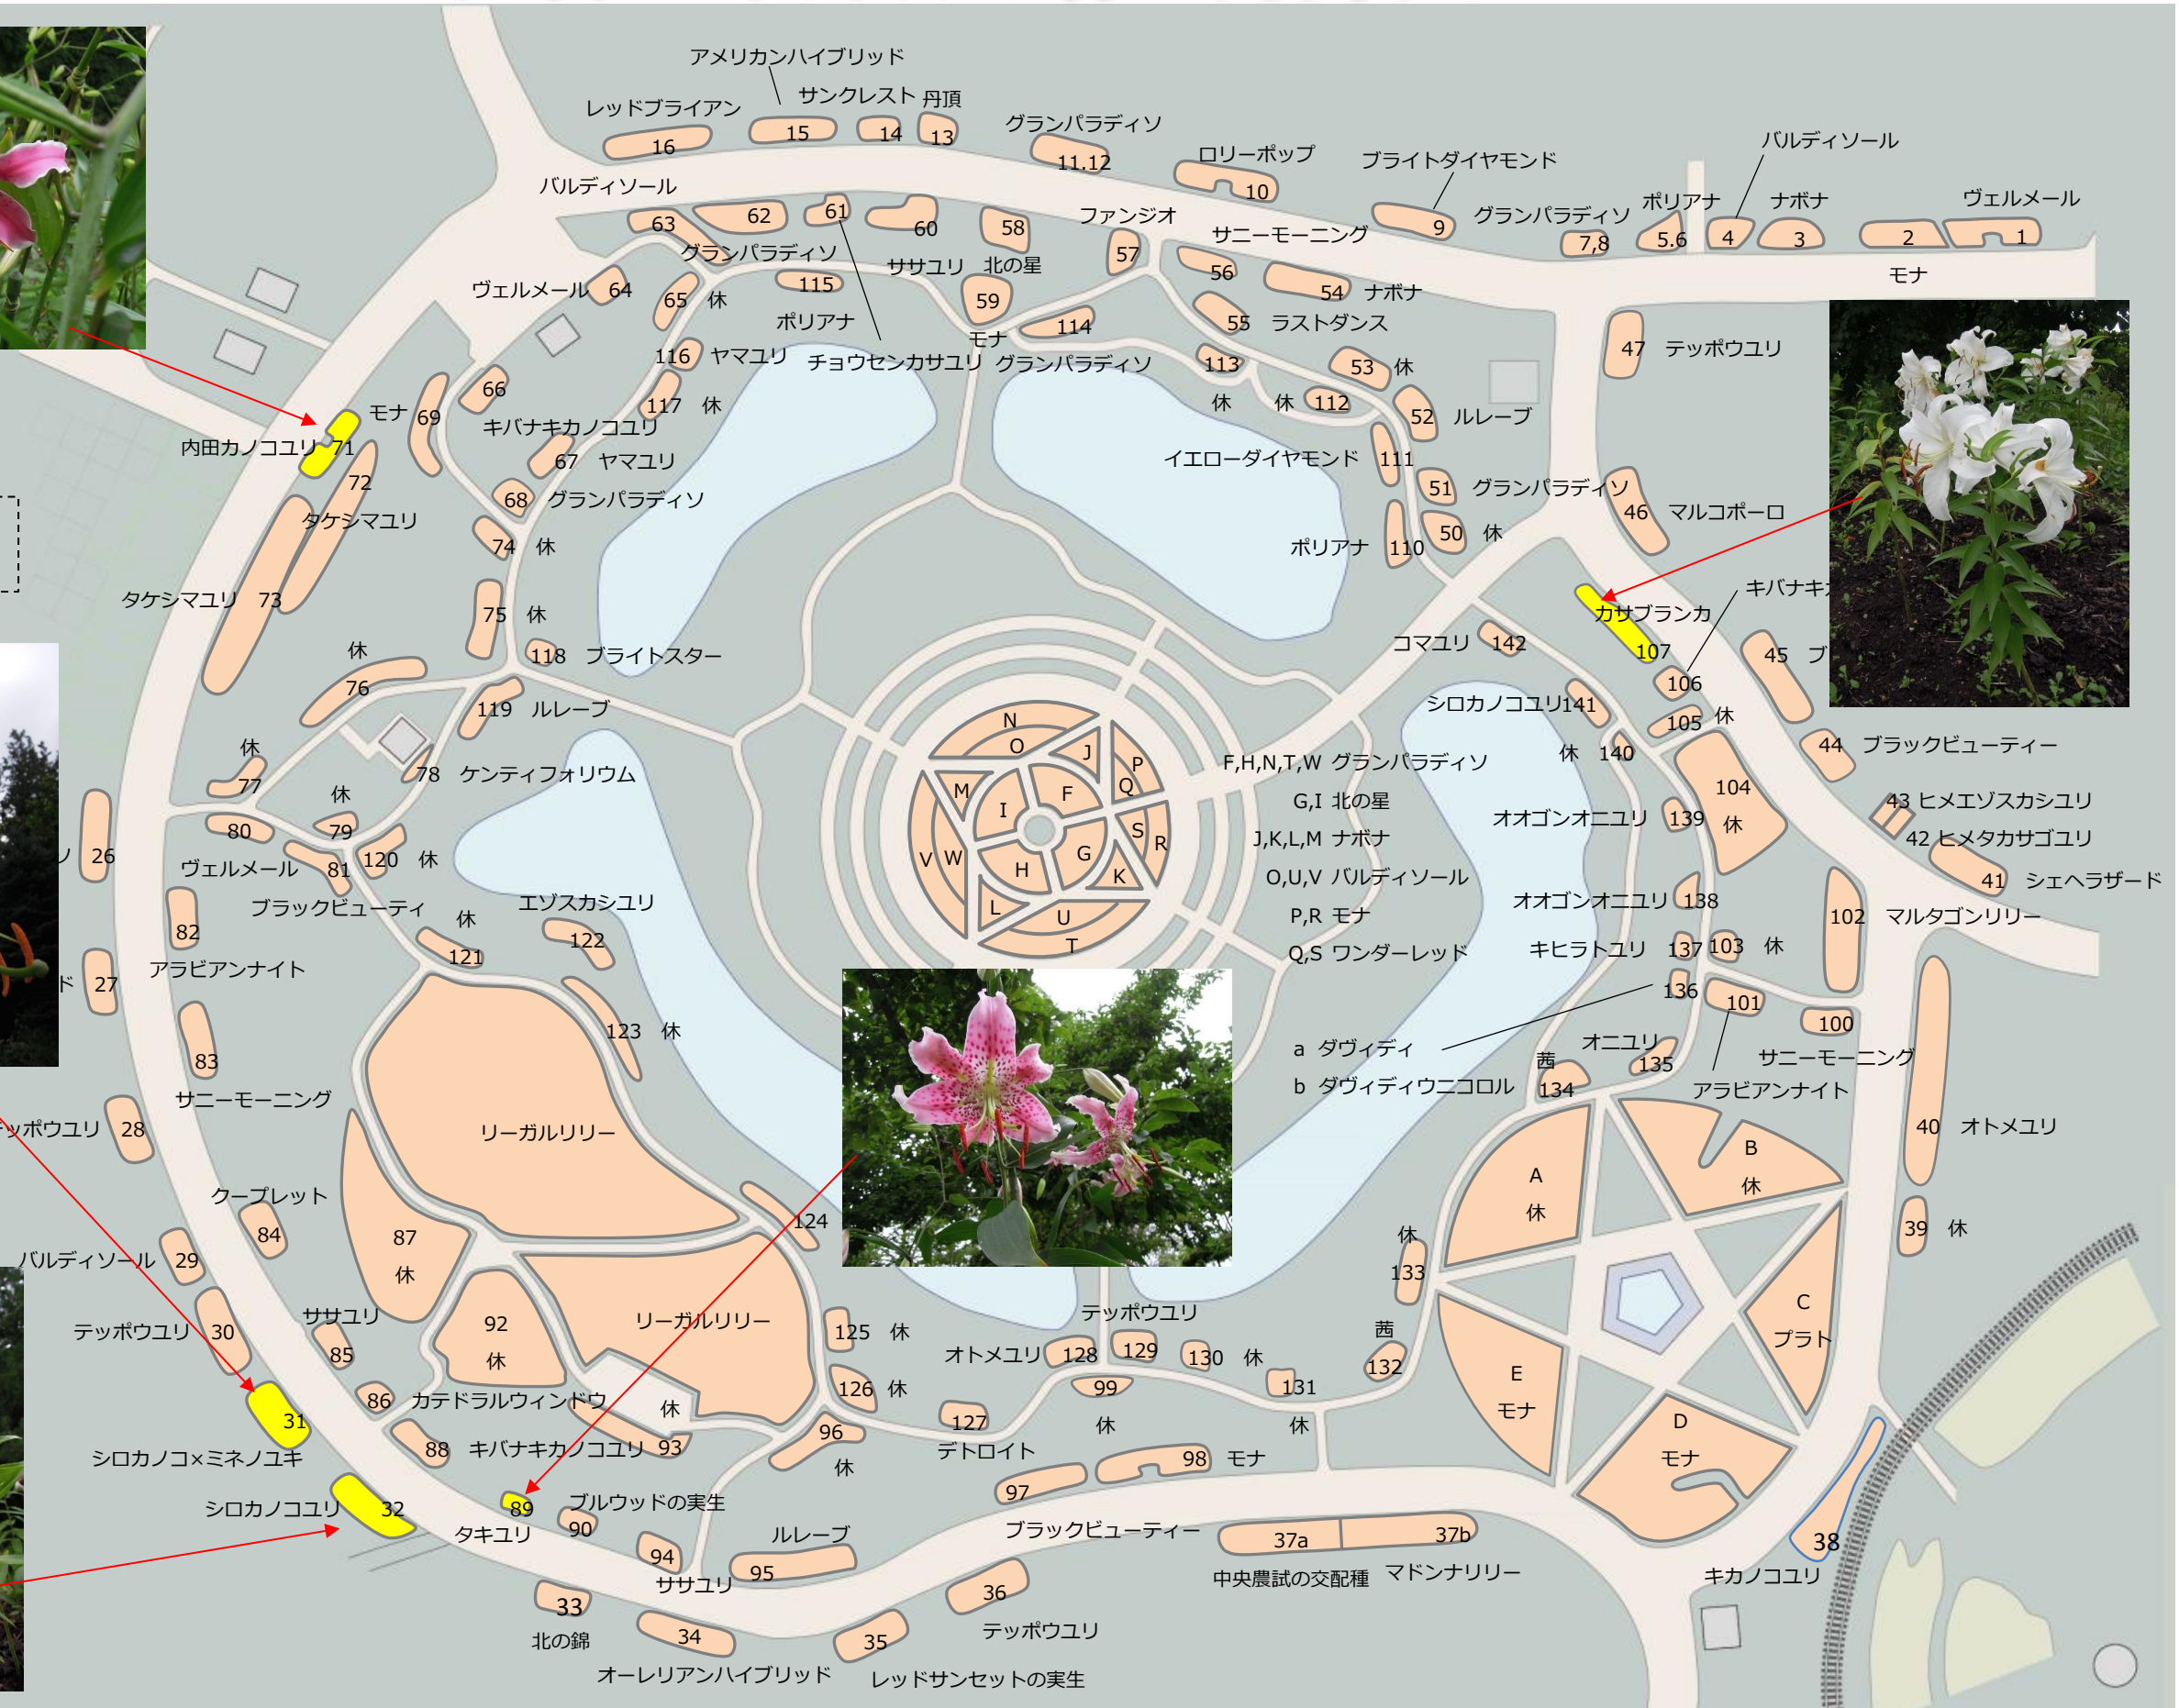 アメリカンハイブリッド
レッドブライアン
サンクレスト
丹頂
グランパラディソ
ロリーポップ
ブライトダイヤモンド
バルディソール
16
15
14
13
11.12
10
9
グランパラディソ
7,8
ポリアナ
5.6
4
ナボナ
3
2
ヴェルメール
1
モナ
バルディソール
63
62
61
60
58
ファンジオ
57
サニーモーニング
56
54
ナボナ
グランパラディソ
ササユリ
北の星
ヴェルメール
64
65
休
115
59
55
ラストダンス
ポリアナ
チョウセンカサユリ
モナ
114
グランパラディソ
113
休
53
休
47
テッポウユリ
116
ヤマユリ
117
休
休
112
52
ルレーブ
66
モナ
69
キバナキカノコユリ
67
ヤマユリ
内田カノコユリ
71
72
タケシマユリ
68
グランパラディソ
イエローダイヤモンド
111
51
グランパラディソ
46
マルコポーロ
74
休
ポリアナ
110
50
休
タケシマユリ
73
75
休
カサブランカ
107
キバナキ
コマユリ
142
118
ブライトスター
休
76
106
45
ブ
シロカノコユリ
141
105
休
119
ルレーブ
休
77
78
ケンティフォリウム
休
140
44
ブラックビューティー
104
休
43
ヒメエゾスカシユリ
42
ヒメタカサゴユリ
41
シェヘラザード
N
O
J
P
Q
M
I
F
S
R
V
W
H
G
K
L
U
T
F,H,N,T,W グランパラディソ
G,I 北の星
J,K,L,M ナボナ
O,U,V バルディソール
P,R モナ
Q,S ワンダーレッド
オオゴンオニユリ
139
オオゴンオニユリ
138
キヒラトユリ
137
103
休
102
マルタゴンリリー
136
101
100
サニーモーニング
アラビアンナイト
オニユリ
135
茜
134
a ダヴィディ
b ダヴィディウニコロル
40
オトメユリ
80
ヴェルメール
休
79
81
120
休
ブラックビューティ
26
82
アラビアンナイト
ド
27
休
121
エゾスカシユリ
122
123
休
83
サニーモーニング
ッポウユリ
28
リーガルリリー
クープレット
84
87
休
124
バルディソール
29
テッポウユリ
30
ササユリ
85
92
休
リーガルリリー
125
休
86
カテドラルウィンドウ
126
休
31
シロカノコ×ミネノユキ
88
キバナキカノコユリ
93
休
96
休
シロカノコユリ
32
89
タキユリ
ブルウッドの実生
90
94
ササユリ
ルレーブ
95
33
北の錦
34
オーレリアンハイブリッド
35
レッドサンセットの実生
36
テッポウユリ
オトメユリ
128
テッポウユリ
129
130
休
131
休
99
休
127
デトロイト
97
98
モナ
ブラックビューティー
37a
37b
中央農試の交配種
マドンナリリー
休
133
茜
132
A
休
B
休
C
プラト
D
モナ
E
モナ
39
休
38
キカノコユリ